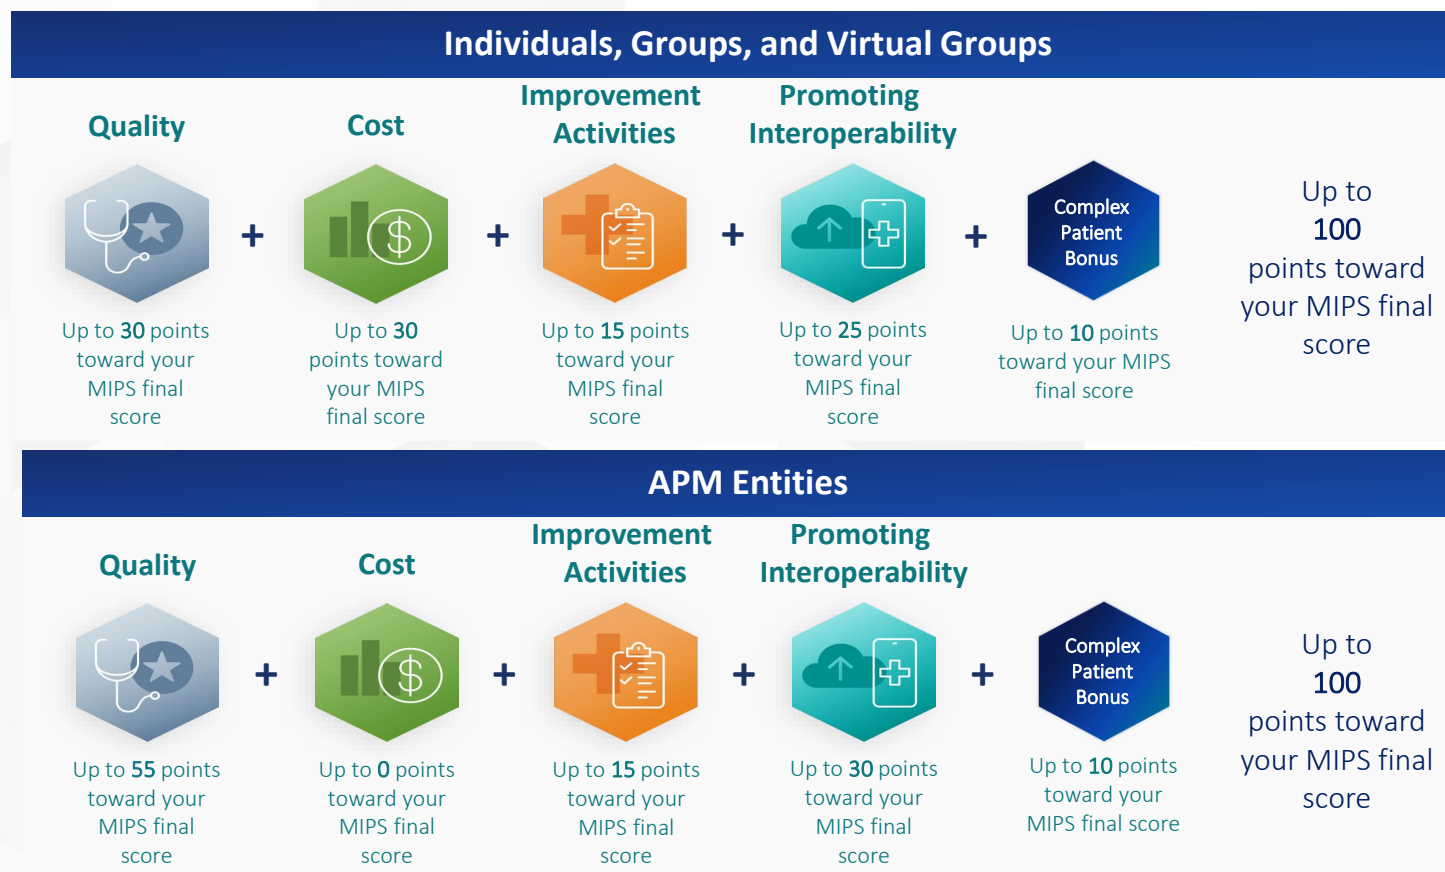 Individuals, Groups, and Virtual Groups
Quality
Cost
Improvement
Activities
Promoting
Interoperability
Complex
Patient
Bonus
Up to 30 points
toward your
MIPS final
score
Up to 30
points toward
your MIPS
final score
Up to 15 points
toward your
MIPS final
score
Up to 25 points
toward your
MIPS final
score
Up to 10 points
toward your MIPS
final score
Up to
100
points toward
your MIPS final
score
APM Entities
Quality
Cost
Improvement
Activities
Promoting
Interoperability
Complex
Patient
Bonus
Up to 55 points
toward your
MIPS final
score
Up to 0 points
toward your
MIPS final
score
Up to 15 points
toward your
MIPS final
score
Up to 30 points
toward your
MIPS final
score
Up to 10 points
toward your
MIPS final score
Up to
100
points toward
your MIPS final
score